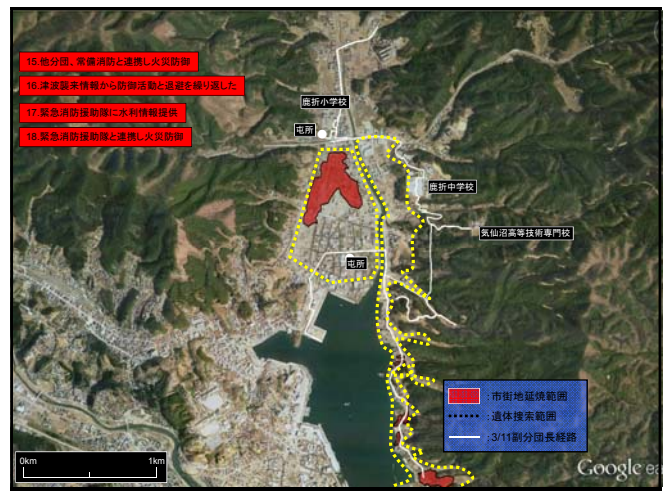 15.他分団、常備消防と連携し火災防御
16.津波襲来情報から防御活動と退避を繰り返した
17.緊急消防援助隊に水利情報提供
18.緊急消防援助隊と連携し火災防御
鹿折小学校
屯所
鹿折中学校
気仙沼高等技術専門校
屯所
:市街地延焼範囲
:遺体捜索範囲
:3/11副分団長経路
0km 1km
Google ea